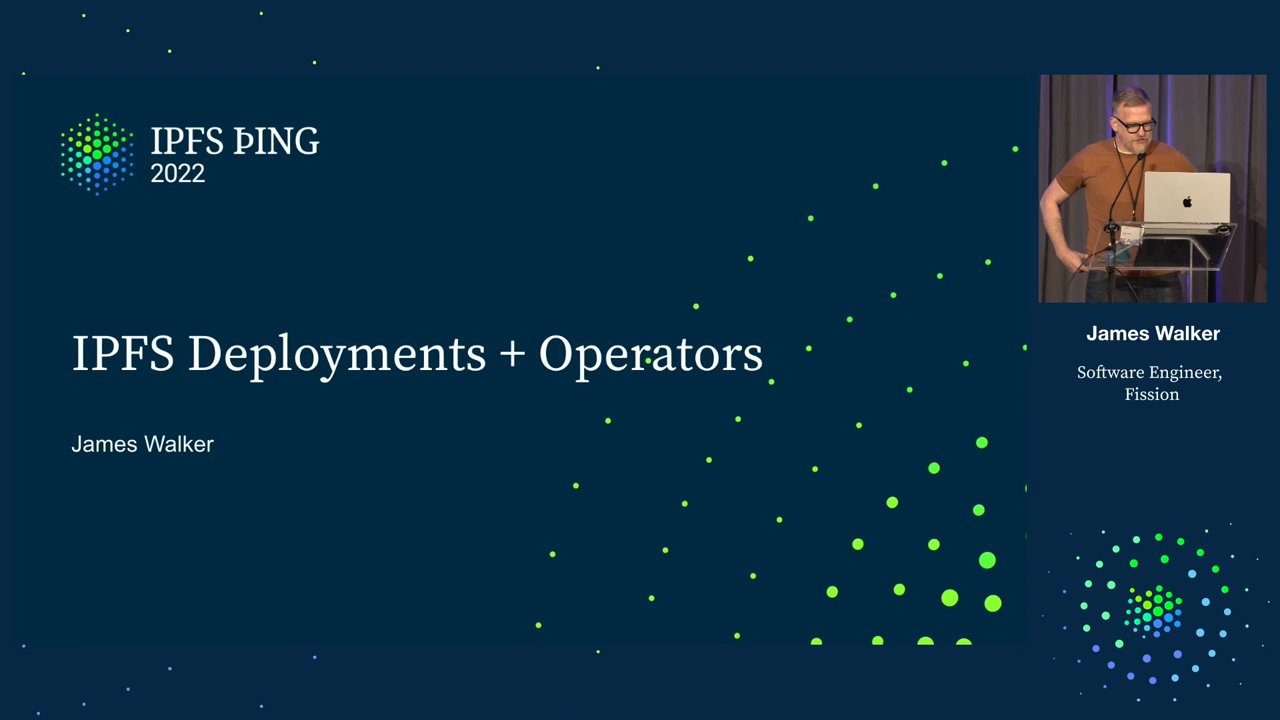 IPFS ÞING
2022
IPFS Deployments + Operators
James Walker
James Walker
Software Engineer,
Fission